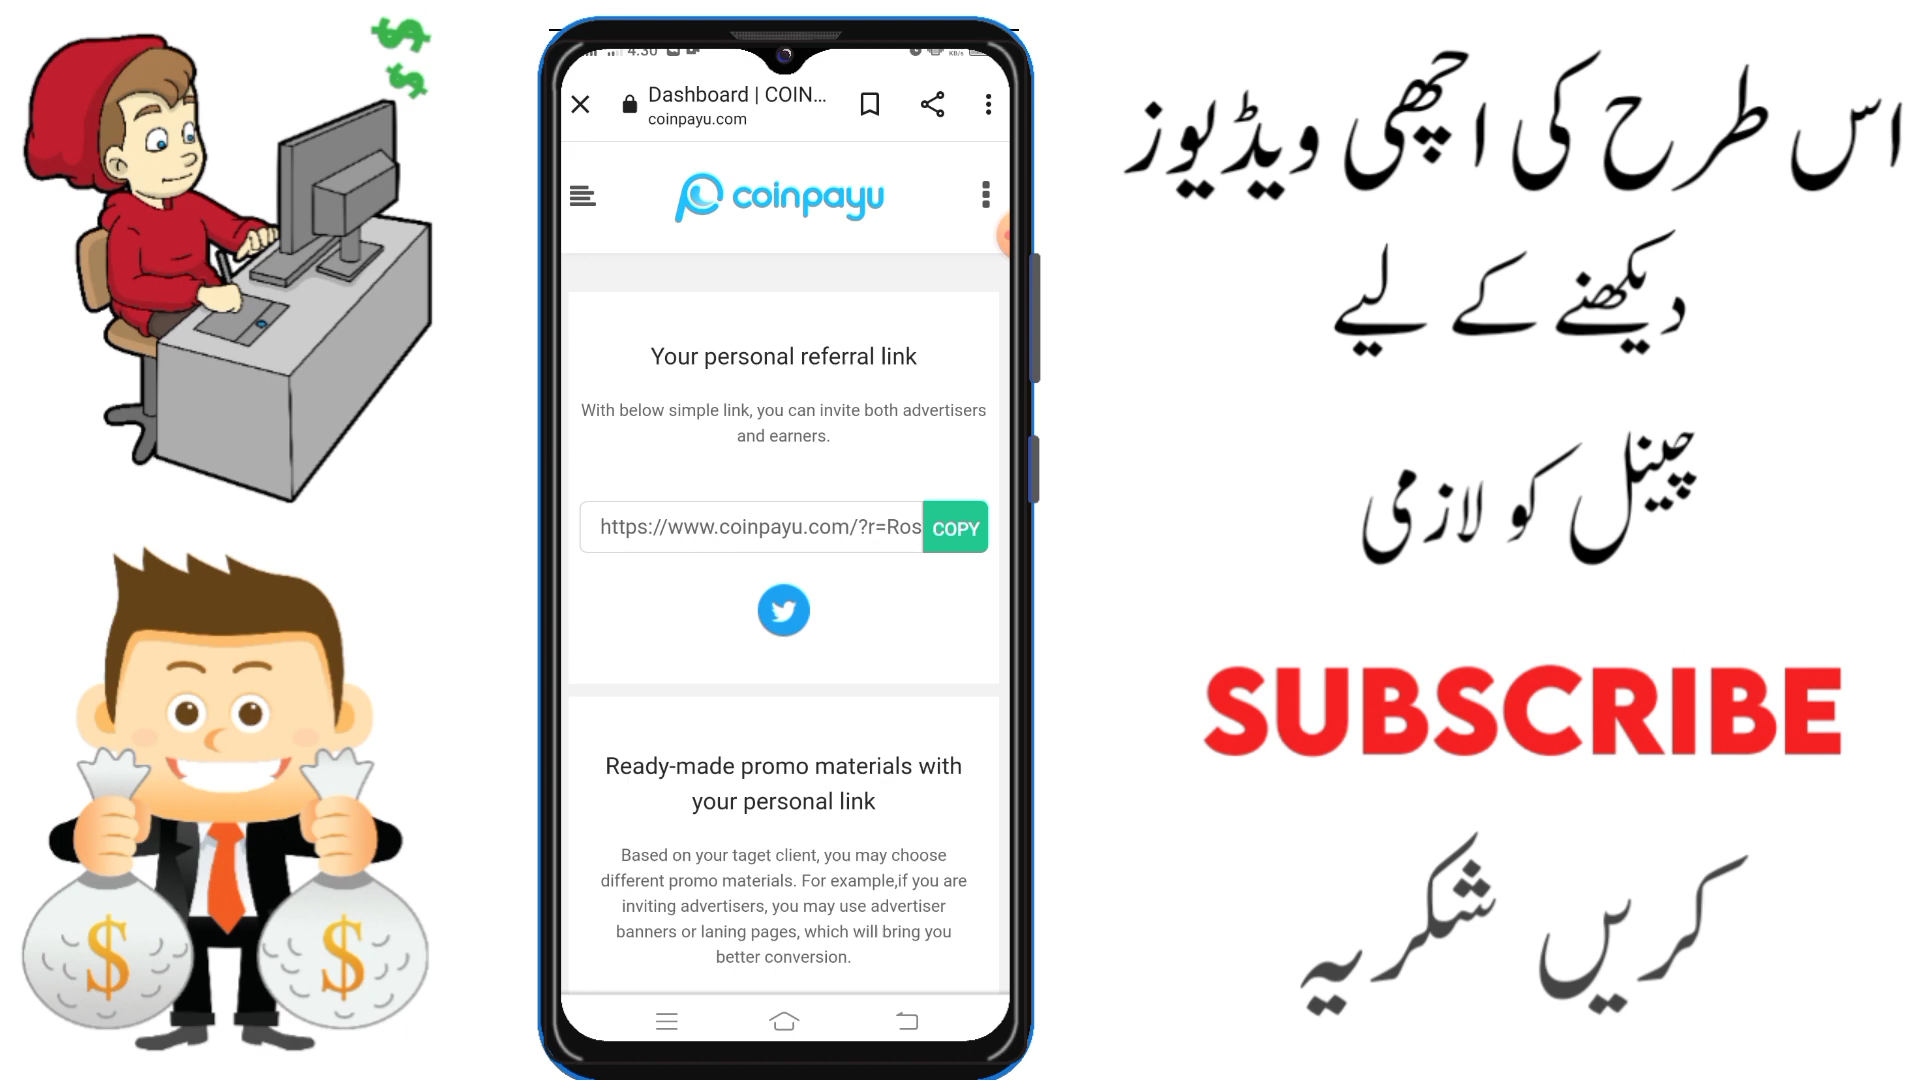 4:30
Dashboard | COIN...
coinpayu.com
coinpayu
Your personal referral link
With below simple link, you can invite both advertisers
and earners.
https://www.coinpayu.com/?r=Ros
COPY
Ready-made promo materials with
your personal link
Based on your taget client, you may choose
different promo materials. For example,if you are
inviting advertisers, you may use advertiser
banners or laning pages, which will bring you
better conversion.
$
$
$
$
اس طرح کی اچھی ویڈیوز
دیکھنے کے لیے
چینل کو لازمی
SUBSCRIBE
کریں شکریہ